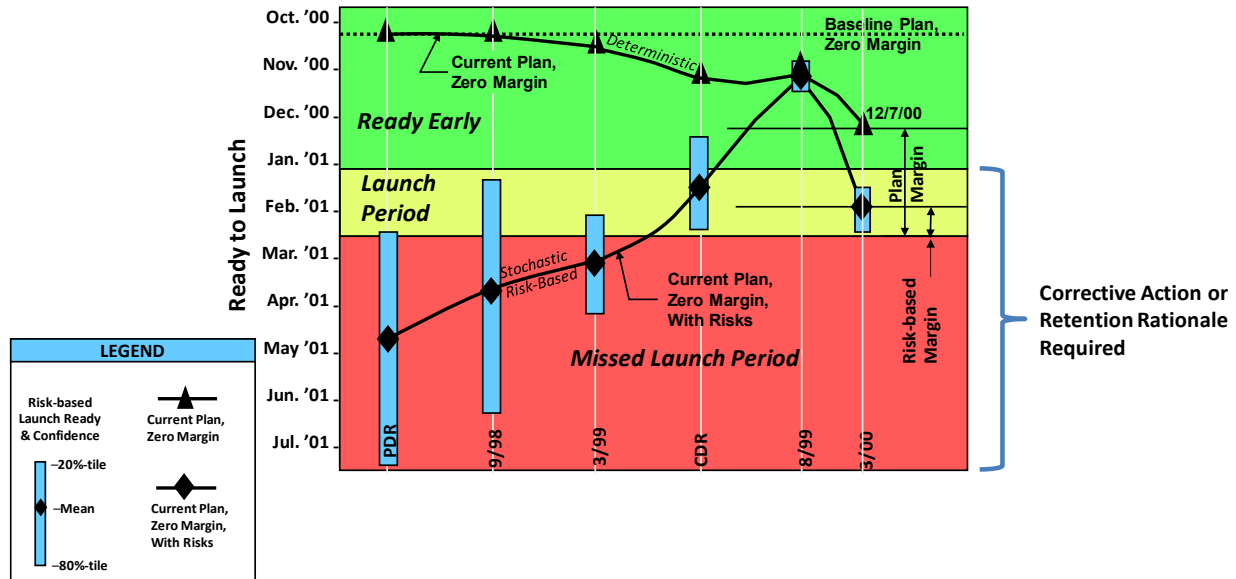 Oct. ’00
Nov. ’00
Dec. ’00
Jan. ’01
Feb. ’01
Mar. ’01
Apr. ’01
May ’01
Jun. ’01
Jul. ’01
Ready to Launch
Baseline Plan,
Zero Margin
Current Plan,
Zero Margin
Deterministic
Ready Early
12/7/00
Launch
Period
Plan
Margin
Stochastic
Risk-Based
Current Plan,
Zero Margin,
With Risks
Missed Launch Period
Risk-based
Margin
PDR
9/98
3/99
CDR
8/99
3/00
Corrective Action or
Retention Rationale
Required
LEGEND
Risk-based
Launch Ready
& Confidence
–20%-tile
–Mean
–80%-tile
Current Plan,
Zero Margin
Current Plan,
Zero Margin,
With Risks